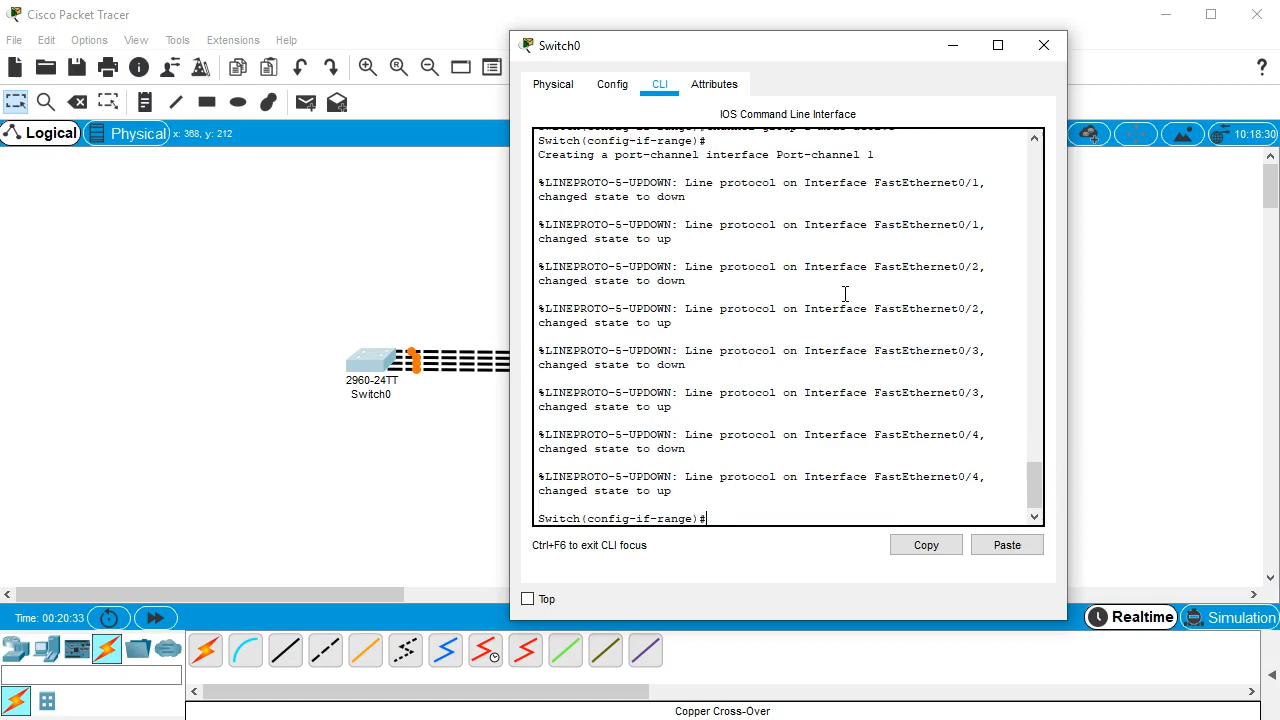 Cisco Packet Tracer
File Edit Options View Tools Extensions Help
?
Logical Physical x: 368, y: 212
10:18:30
2960-24TT
Switch0
Switch0
Physical Config CLI Attributes
IOS Command Line Interface
Switch(config-if-range)#
Creating a port-channel interface Port-channel 1
%LINEPROTO-5-UPDOWN: Line protocol on Interface FastEthernet0/1,
changed state to down
%LINEPROTO-5-UPDOWN: Line protocol on Interface FastEthernet0/1,
changed state to up
%LINEPROTO-5-UPDOWN: Line protocol on Interface FastEthernet0/2,
changed state to down
%LINEPROTO-5-UPDOWN: Line protocol on Interface FastEthernet0/2,
changed state to up
%LINEPROTO-5-UPDOWN: Line protocol on Interface FastEthernet0/3,
changed state to down
%LINEPROTO-5-UPDOWN: Line protocol on Interface FastEthernet0/3,
changed state to up
%LINEPROTO-5-UPDOWN: Line protocol on Interface FastEthernet0/4,
changed state to down
%LINEPROTO-5-UPDOWN: Line protocol on Interface FastEthernet0/4,
changed state to up
Switch(config-if-range)#
Ctrl+F6 to exit CLI focus
Copy Paste
Top
Time: 00:20:33
Realtime Simulation
Copper Cross-Over